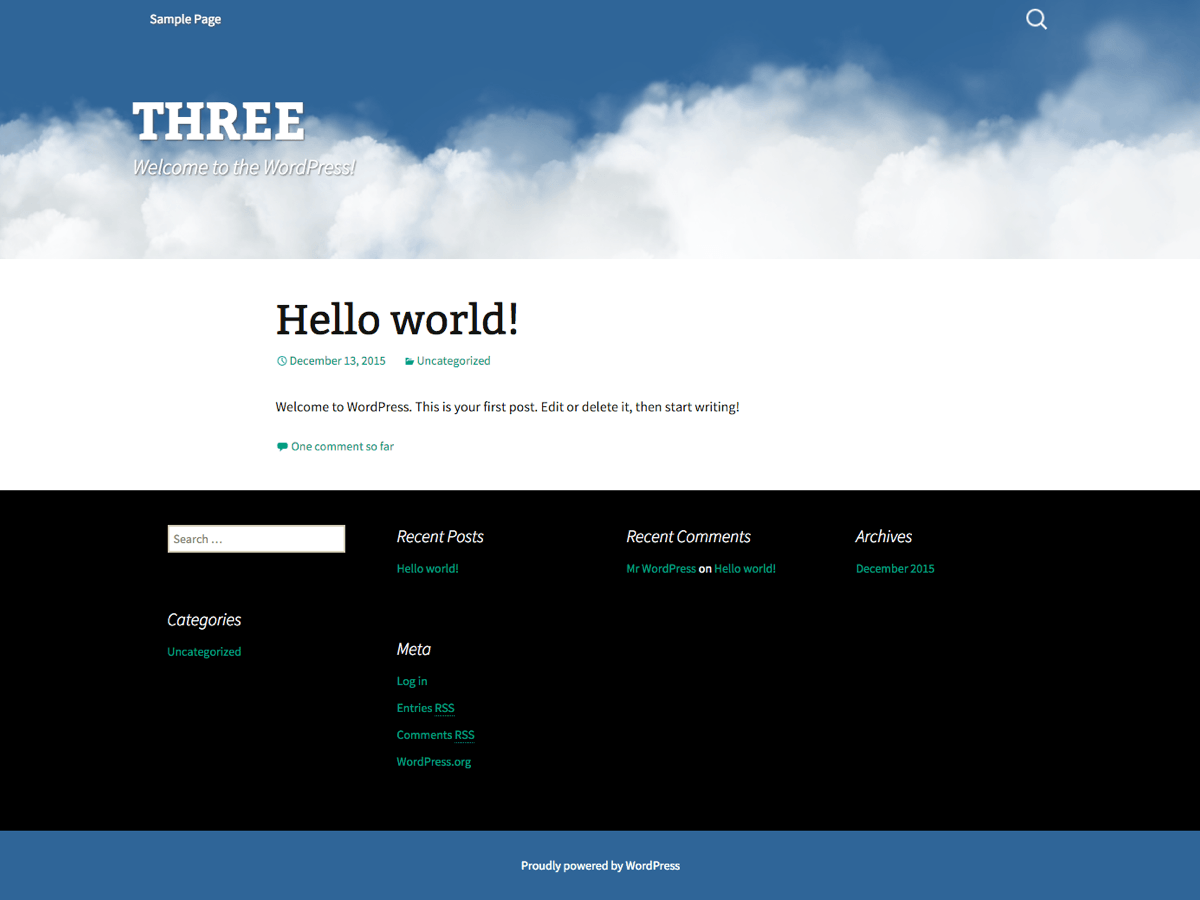 Sample Page
THREE
Welcome to the WordPress!
Hello world!
December 13, 2015 Uncategorized
Welcome to WordPress. This is your first post. Edit or delete it, then start writing!
One comment so far
Search …
Categories
Uncategorized
Recent Posts
Hello world!
Meta
Log in
Entries RSS
Comments RSS
WordPress.org
Recent Comments
Mr WordPress on Hello world!
Archives
December 2015
Proudly powered by WordPress